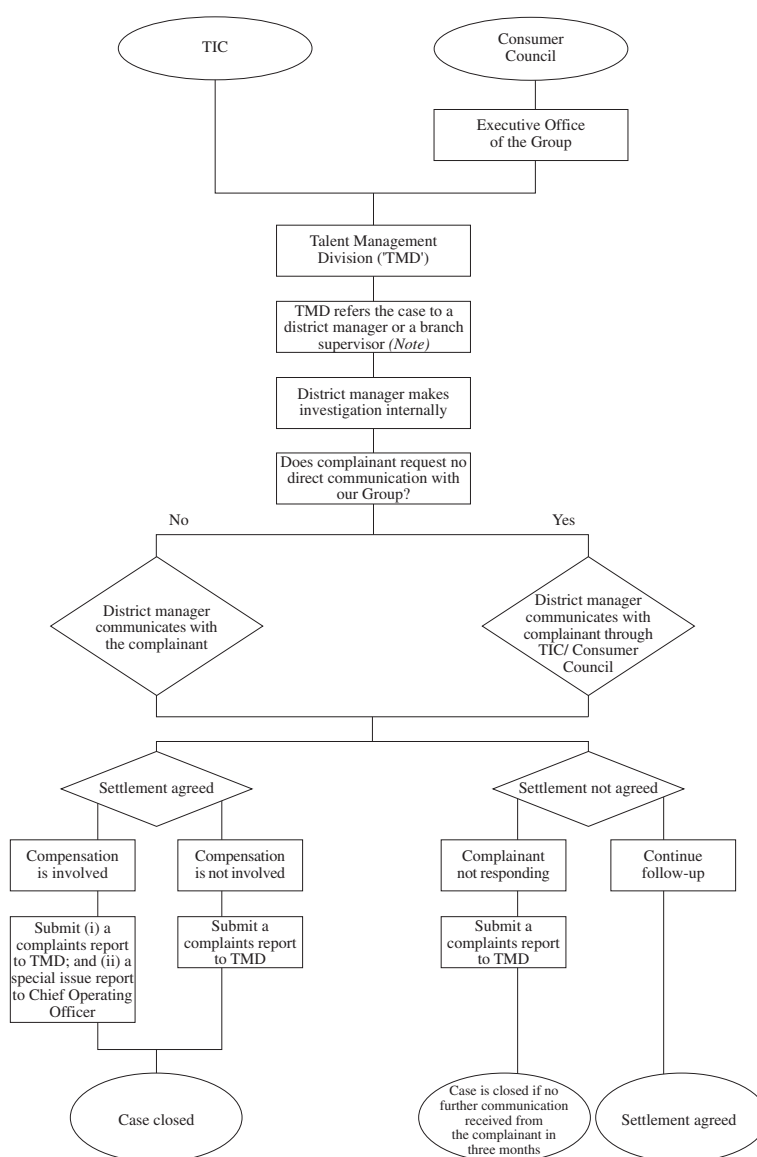 TIC
Consumer
Council
Executive Office
of the Group
Talent Management
Division ('TMD')
TMD refers the case to a
district manager or a branch
supervisor (Note)
District manager makes
investigation internally
Does complainant request no
direct communication with
our Group?
No
Yes
District manager
communicates with
the complainant
District manager
communicates with
complainant through
TIC/ Consumer
Council
Settlement agreed
Settlement not agreed
Compensation
is involved
Compensation
is not involved
Complainant
not responding
Continue
follow-up
Submit (i) a
complaints report
to TMD; and (ii) a
special issue report
to Chief Operating
Officer
Submit a
complaints report
to TMD
Submit a
complaints report
to TMD
Case closed
Case is closed if no
further communication
received from
the complainant in
three months
Settlement agreed